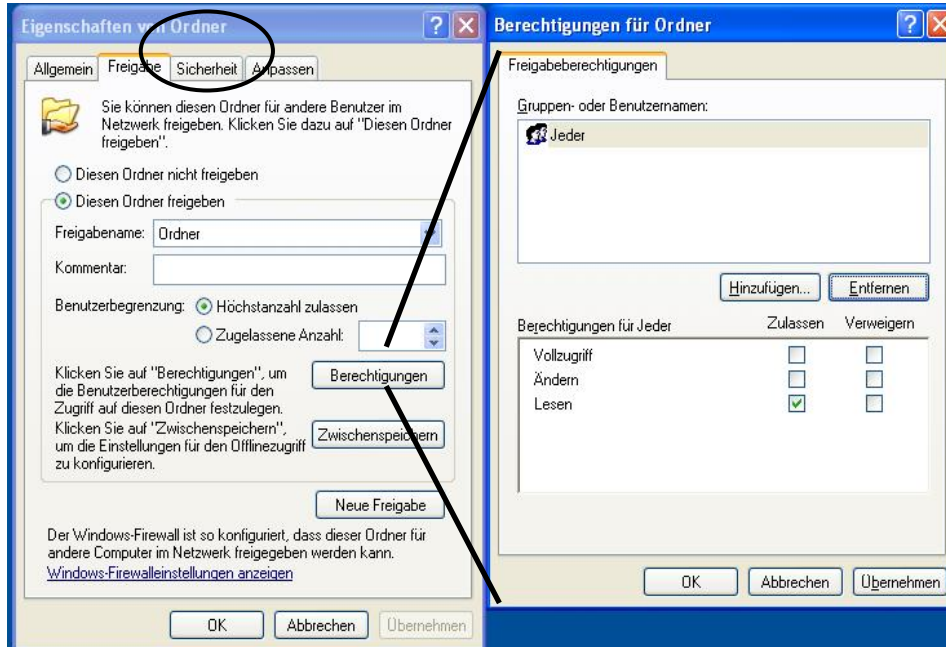 Eigenschaften von Ordner
Allgemein Freigabe Sicherheit Anpassen
Sie können diesen Ordner für andere Benutzer im
Netzwerk freigeben. Klicken Sie dazu auf "Diesen Ordner
freigeben".
Diesen Ordner nicht freigeben
Diesen Ordner freigeben
Freigabename: Ordner
Kommentar:
Benutzerbegrenzung: Höchstanzahl zulassen
Zugelassene Anzahl:
Klicken Sie auf "Berechtigungen", um
die Benutzerberechtigungen für den
Zugriff auf diesen Ordner festzulegen.
Berechtigungen
Klicken Sie auf "Zwischenspeichern",
um die Einstellungen für den Offlinezugriff
zu konfigurieren.
Zwischenspeichern
Neue Freigabe
Der Windows-Firewall ist so konfiguriert, dass dieser Ordner für
andere Computer im Netzwerk freigegeben werden kann.
Windows-Firewalleinstellungen anzeigen
OK Abbrechen Übernehmen
Berechtigungen für Ordner
Freigabeberechtigungen
Gruppen- oder Benutzernamen:
Jeder
Hinzufügen... Entfernen
Berechtigungen für Jeder Zulassen Verweigern
Vollzugriff
Ändern
Lesen
OK Abbrechen Übernehmen